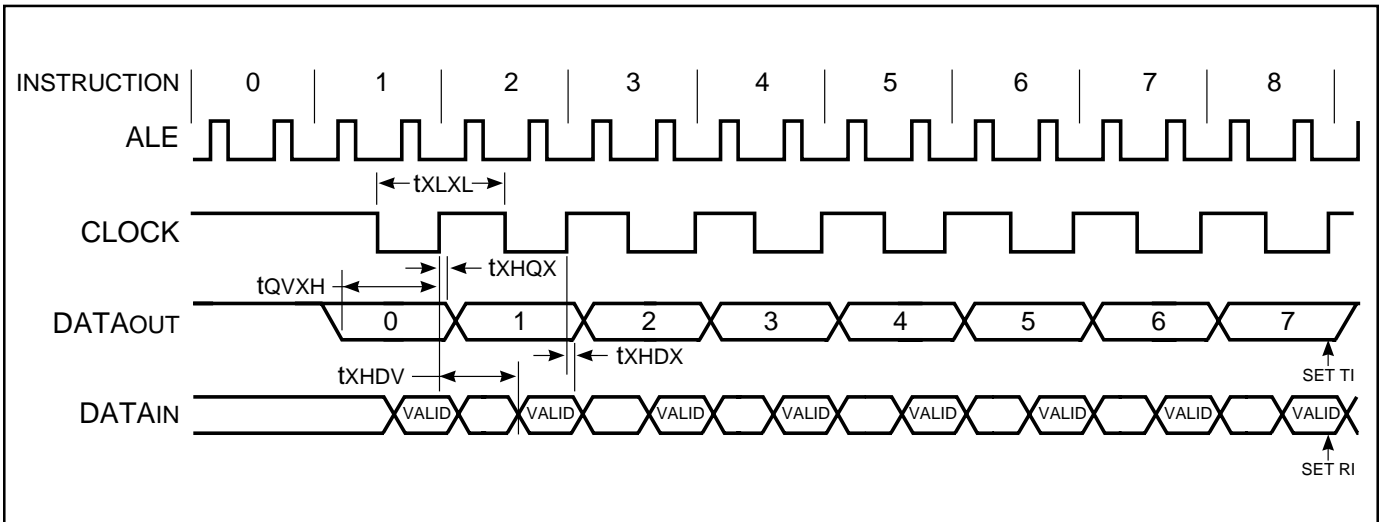 INSTRUCTION 0 1 2 3 4 5 6 7 8
ALE
tXLXL
CLOCK
tXHQX
tQVXH
DATAOUT 0 1 2 3 4 5 6 7
tXHDX
tXHDV
SET TI
DATAIN VALID VALID VALID VALID VALID VALID VALID VALID
SET RI